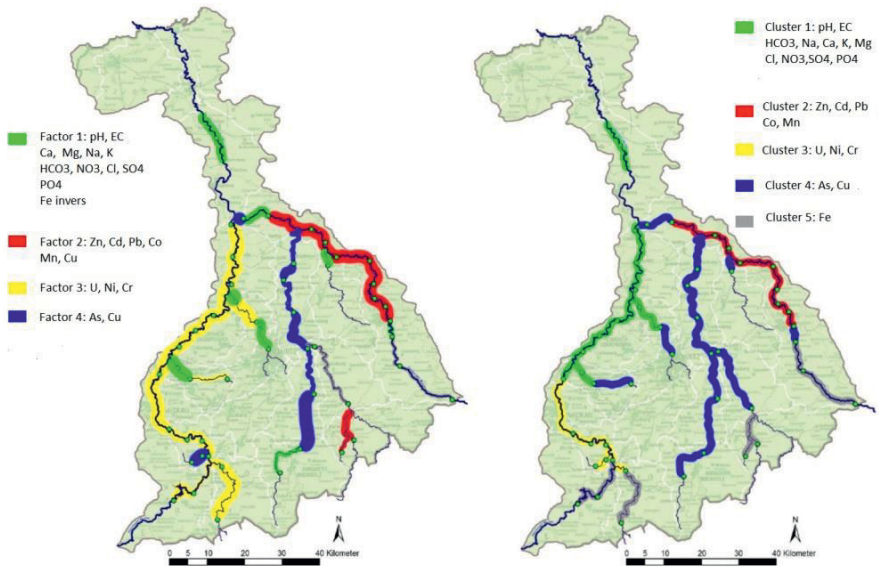 Factor 1: pH, EC
Ca, Mg, Na, K
HCO3, NO3, Cl, SO4
PO4
Fe invers
Factor 2: Zn, Cd, Pb, Co
Mn, Cu
Factor 3: U, Ni, Cr
Factor 4: As, Cu
N
0 5 10 20 30 40 Kilometer
Cluster 1: pH, EC
HCO3, Na, Ca, K, Mg
Cl, NO3,SO4, PO4
Cluster 2: Zn, Cd, Pb
Co, Mn
Cluster 3: U, Ni, Cr
Cluster 4: As, Cu
Cluster 5: Fe
N
0 5 10 20 30 40 Kilometer